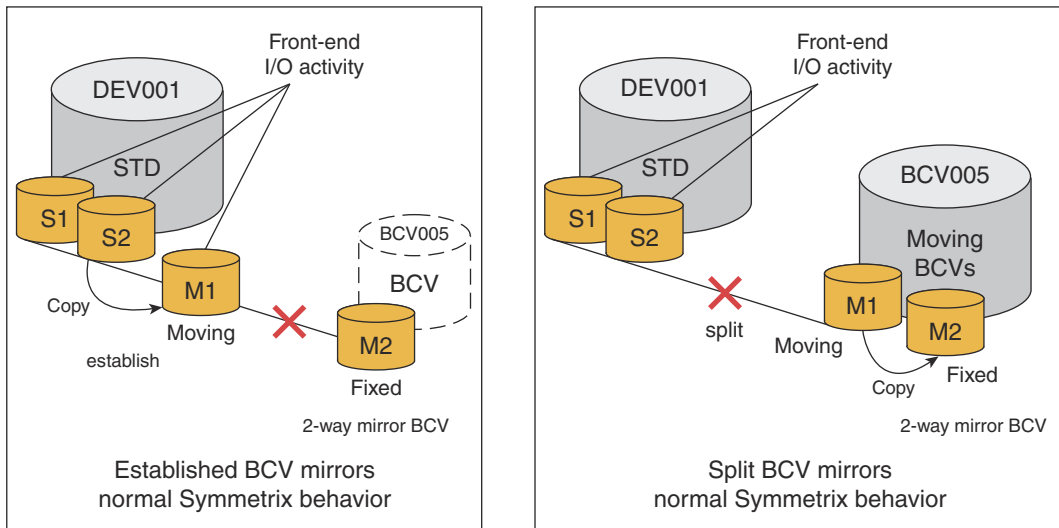 Front-end
I/O activity
DEV001
STD
S1
S2
M1
Copy
Moving
establish
BCV005
BCV
M2
Fixed
2-way mirror BCV
Established BCV mirrors
normal Symmetrix behavior
Front-end
I/O activity
DEV001
STD
S1
S2
BCV005
Moving
BCVs
M1
M2
split
Moving
Copy
Fixed
2-way mirror BCV
Split BCV mirrors
normal Symmetrix behavior